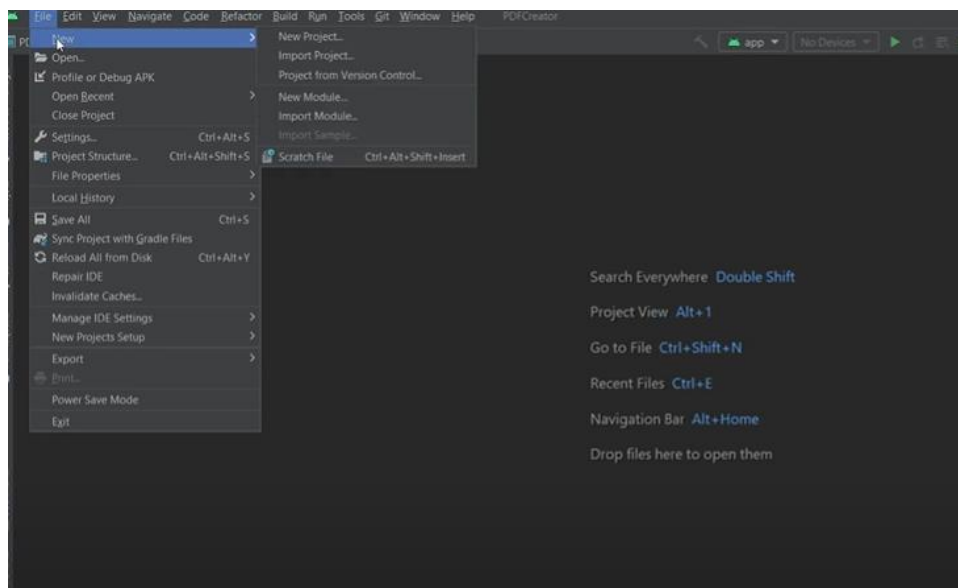 File Edit View Navigate Code Refactor Build Run Tools Git Window Help PDFCreator
New
app
No Devices
Open...
Profile or Debug APK
Open Recent
Close Project
Settings... Ctrl+Alt+S
Project Structure... Ctrl+Alt+Shift+S
File Properties
Local History
Save All Ctrl+S
Sync Project with Gradle Files
Reload All from Disk Ctrl+Alt+Y
Repair IDE
Invalidate Caches...
Manage IDE Settings
New Projects Setup
Export
Print...
Power Save Mode
Exit
New Project...
Import Project...
Project from Version Control...
New Module...
Import Module...
Import Sample...
Scratch File Ctrl+Alt+Shift+Insert
Search Everywhere Double Shift
Project View Alt+1
Go to File Ctrl+Shift+N
Recent Files Ctrl+E
Navigation Bar Alt+Home
Drop files here to open them